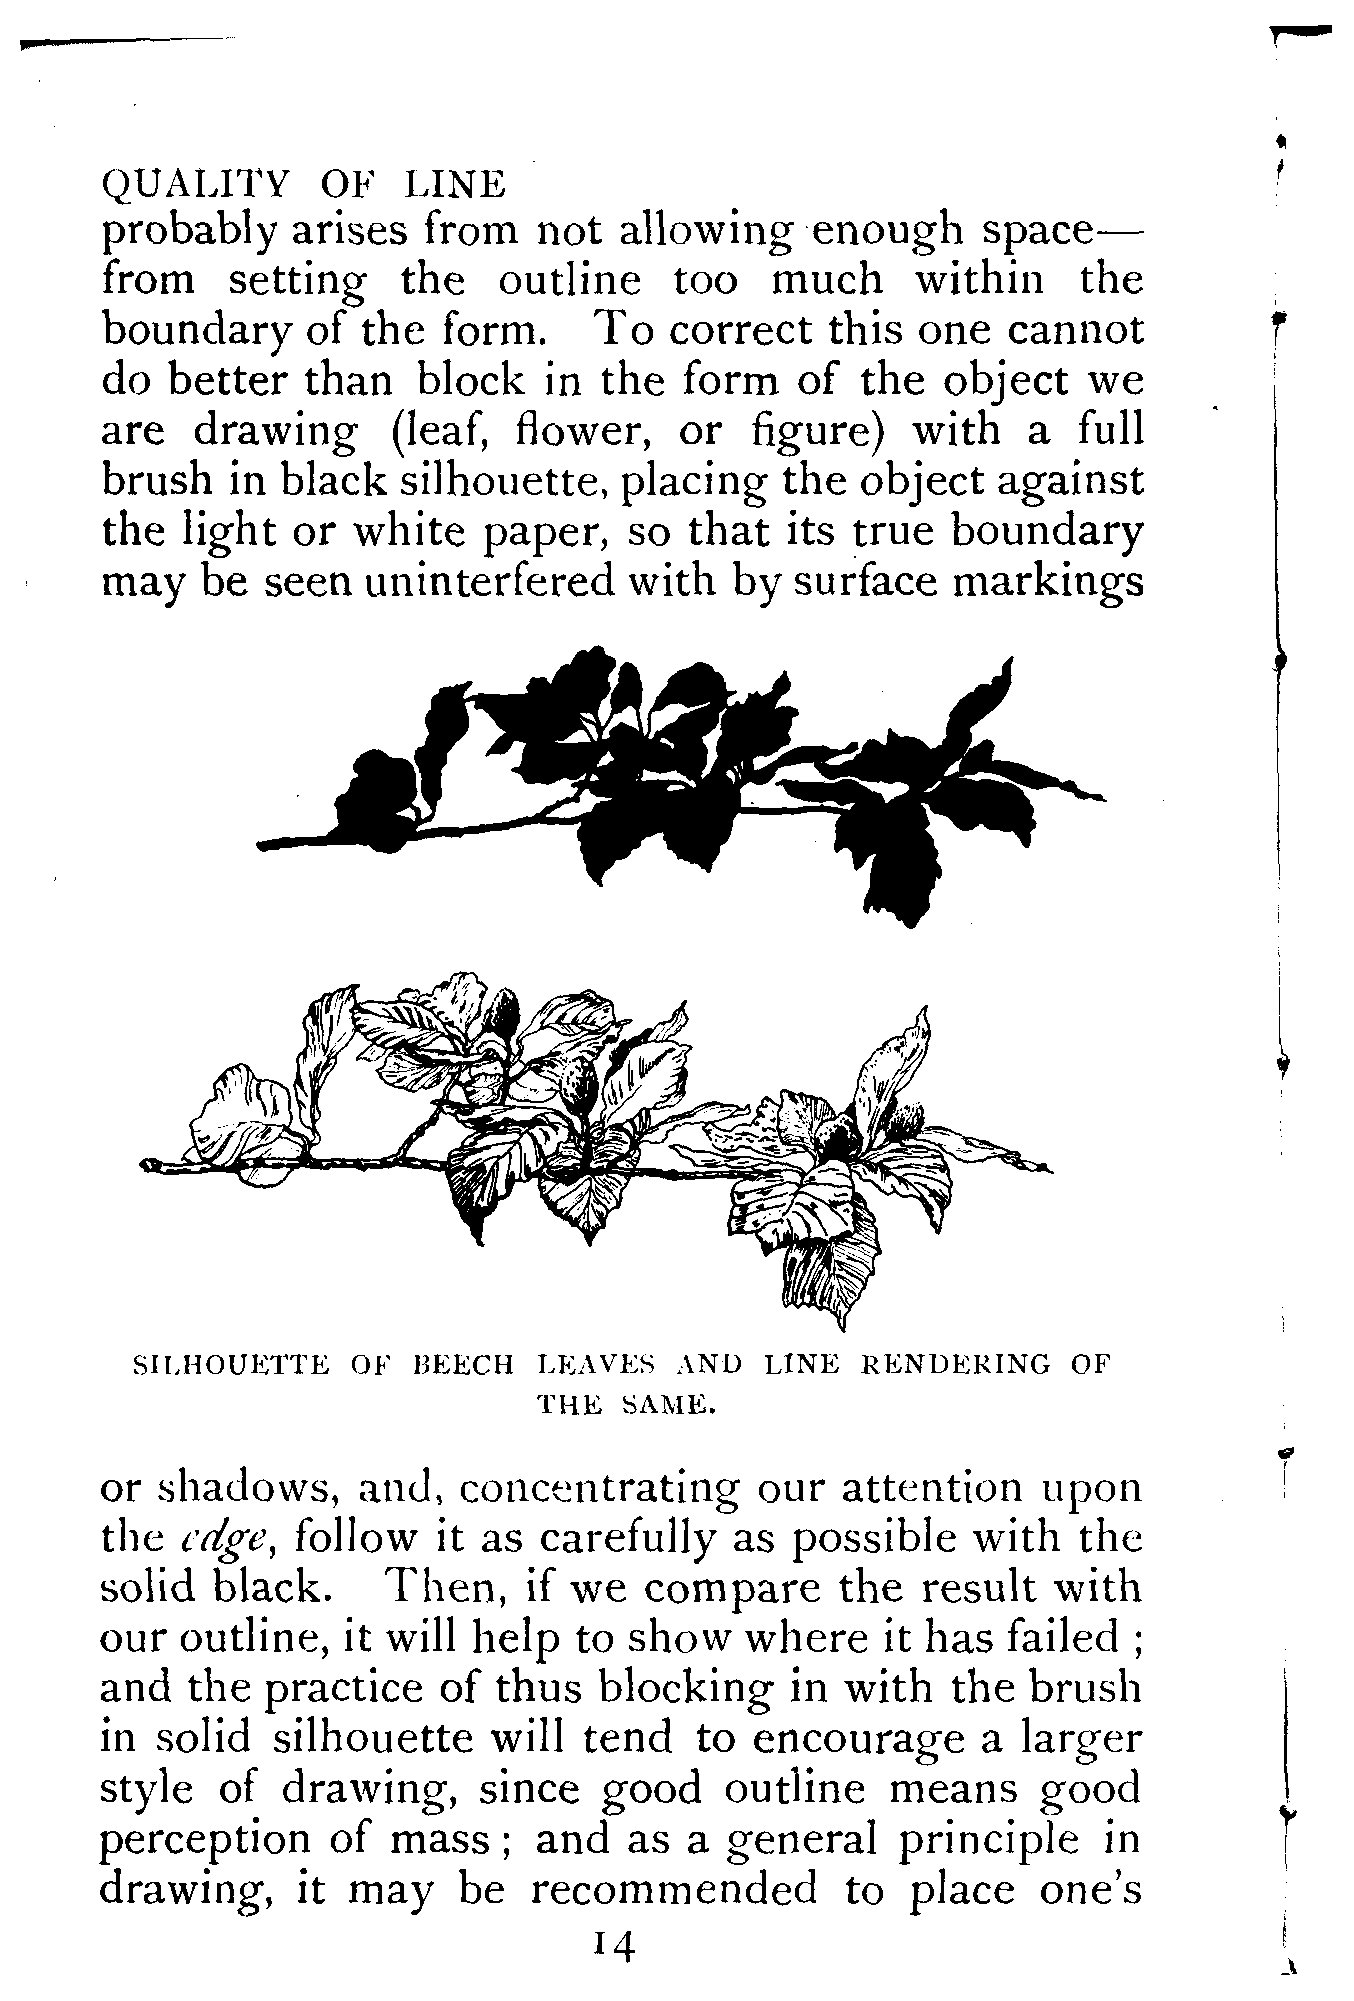 QUALITY OF LINE
probably arises from not allowing enough space—
from setting the outline too much within the
boundary of the form. To correct this one cannot
do better than block in the form of the object we
are drawing (leaf, flower, or figure) with a full
brush in black silhouette, placing the object against
the light or white paper, so that its true boundary
may be seen uninterfered with by surface markings
SILHOUETTE OF BEECH LEAVES AND LINE RENDERING OF
THE SAME.
or shadows, and, concentrating our attention upon
the edge, follow it as carefully as possible with the
solid black. Then, if we compare the result with
our outline, it will help to show where it has failed ;
and the practice of thus blocking in with the brush
in solid silhouette will tend to encourage a larger
style of drawing, since good outline means good
perception of mass ; and as a general principle in
drawing, it may be recommended to place one's
14